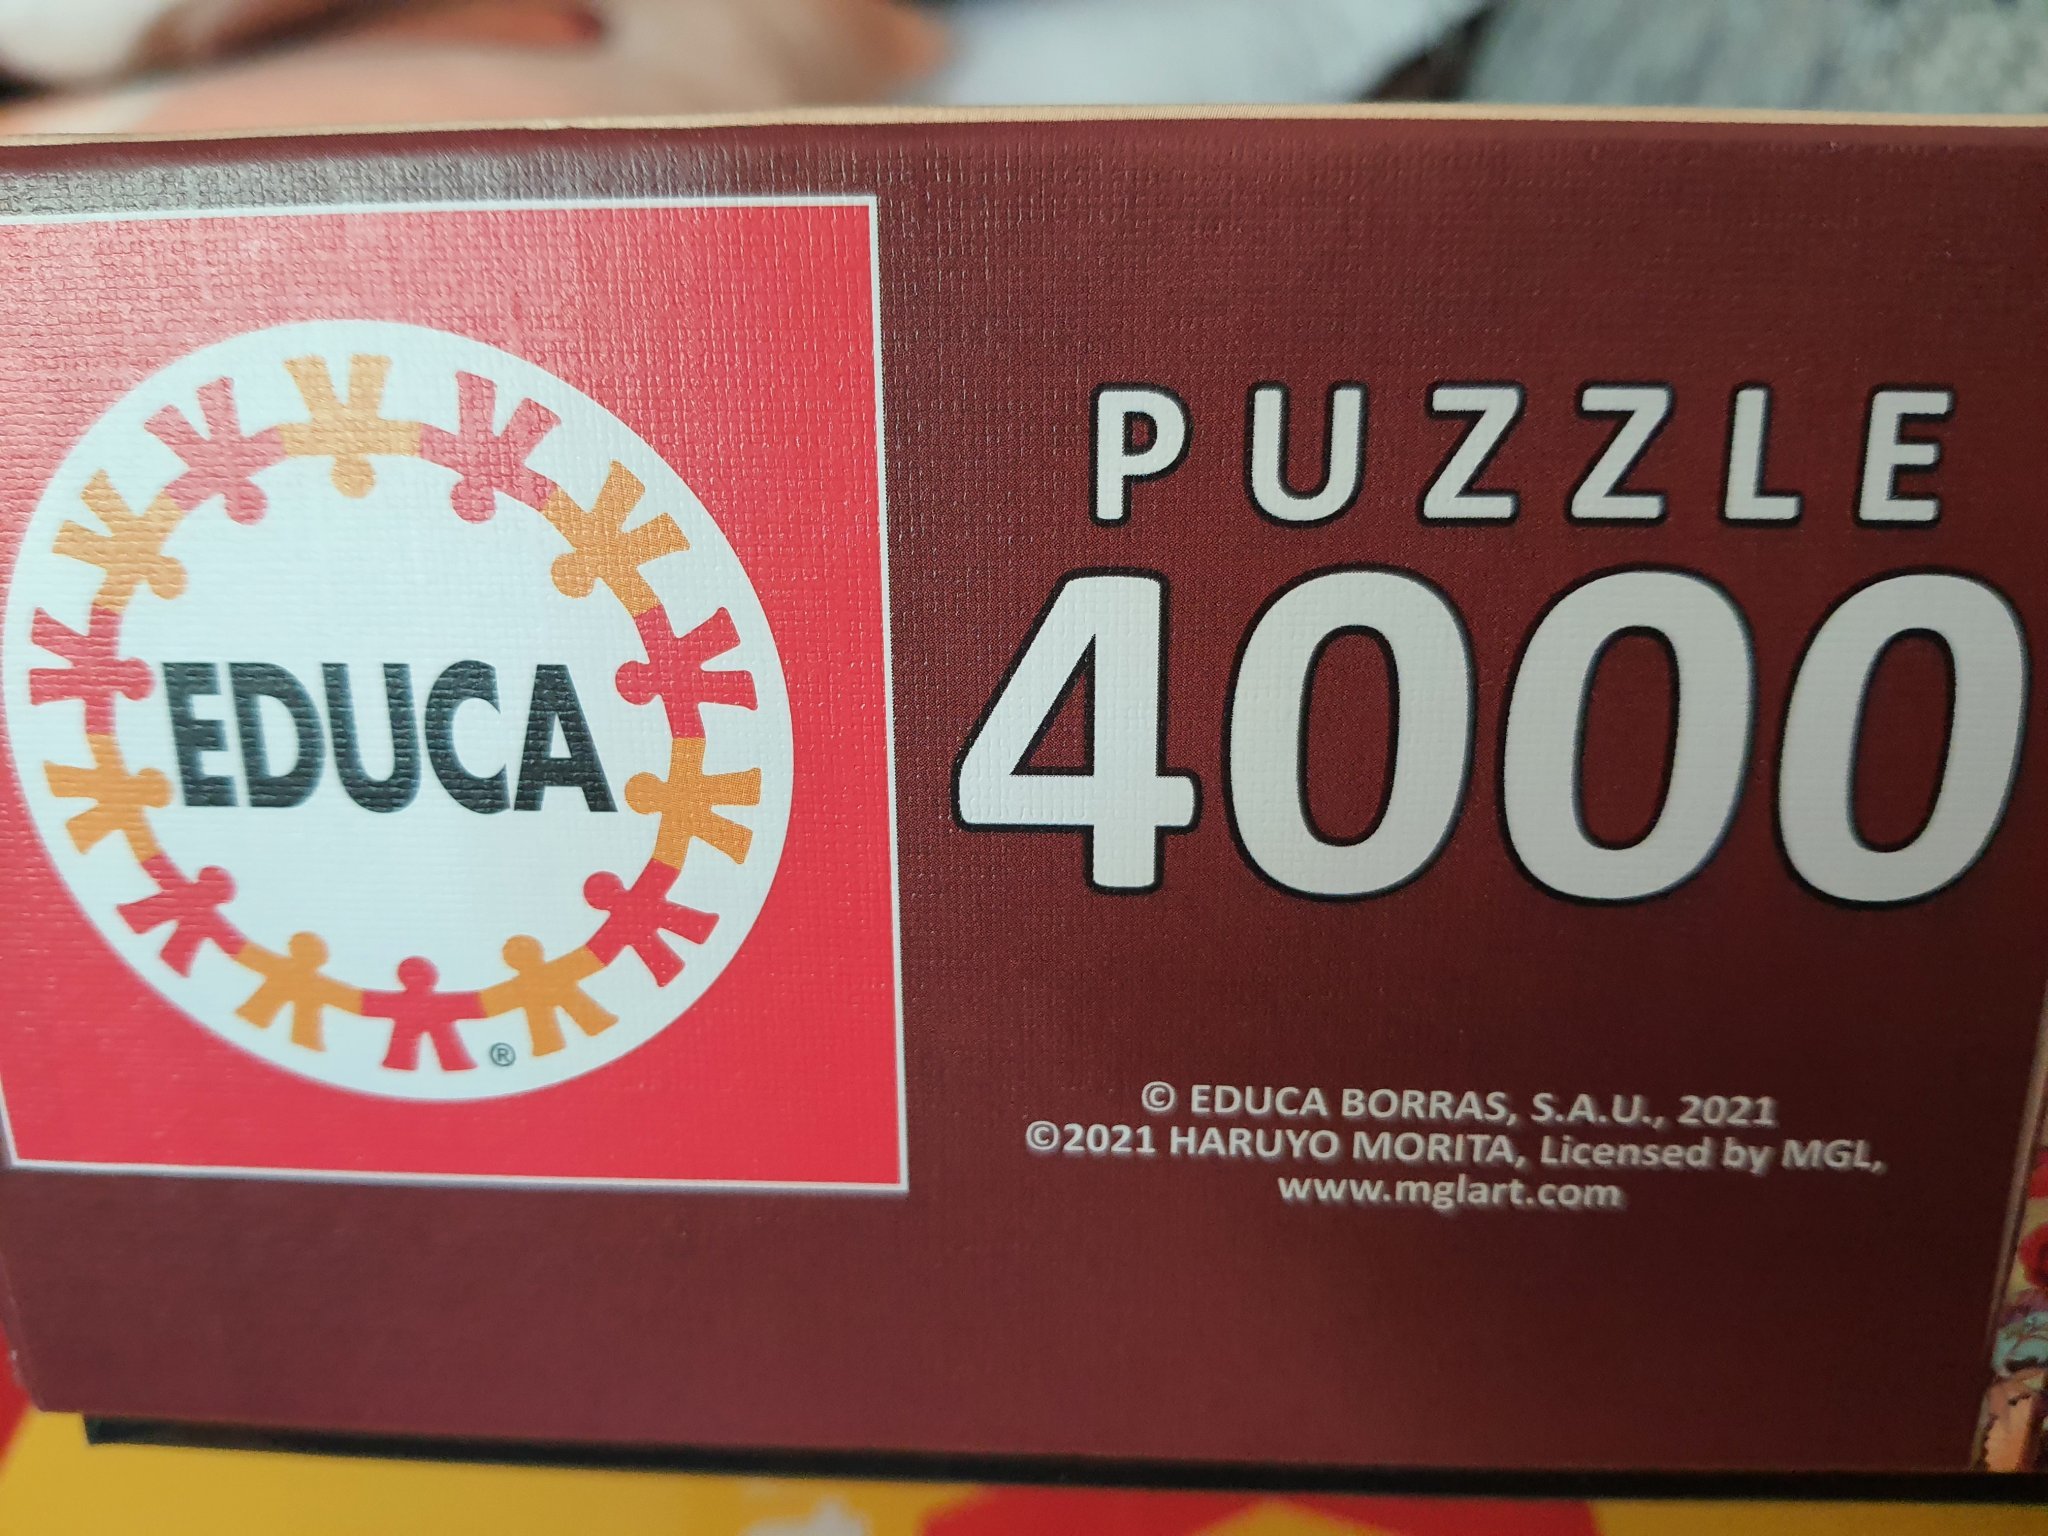 EDUCA
®
PUZZLE
4000
© EDUCA BORRAS, S.A.U., 2021
©2021 HARUYO MORITA, Licensed by MGL,
www.mglart.com